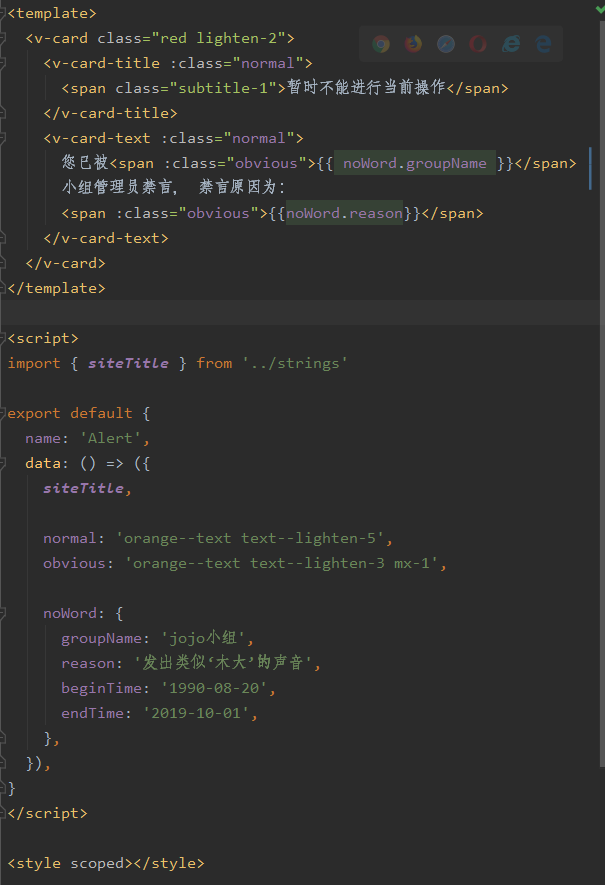 <template>
  <v-card class="red lighten-2">
    <v-card-title :class="normal">
      <span class="subtitle-1">暂时不能进行当前操作</span>
    </v-card-title>
    <v-card-text :class="normal">
      您已被<span :class="obvious">{{ noWord.groupName }}</span>
      小组管理员禁言， 禁言原因为：
      <span :class="obvious">{{noWord.reason}}</span>
    </v-card-text>
  </v-card>
</template>

<script>
import { siteTitle } from '../strings'

export default {
  name: 'Alert',
  data: () => ({
    siteTitle,

    normal: 'orange--text text--lighten-5',
    obvious: 'orange--text text--lighten-3 mx-1',

    noWord: {
      groupName: 'jojo小组',
      reason: '发出类似‘木大’的声音',
      beginTime: '1990-08-20',
      endTime: '2019-10-01',
    },
  }),
}
</script>

<style scoped></style>